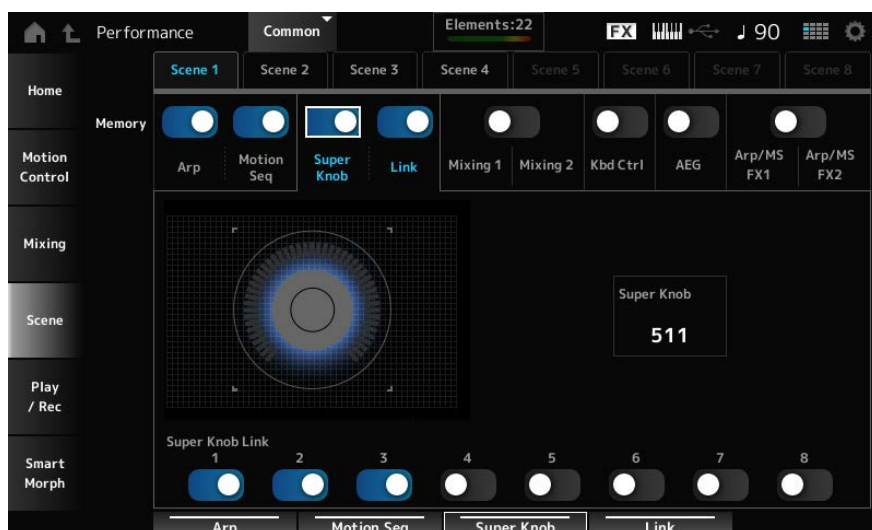 Performance Common Elements:22 FX 90
Home
Scene 1 Scene 2 Scene 3 Scene 4 Scene 5 Scene 6 Scene 7 Scene 8
Memory
Arp Motion Seq Super Knob Link Mixing 1 Mixing 2 Kbd Ctrl AEG Arp/MS FX1 Arp/MS FX2
Motion
Control
Mixing
Scene
Play
/ Rec
Smart
Morph
Super Knob
511
Super Knob Link
1 2 3 4 5 6 7 8
Arp Motion Seq Super Knob Link